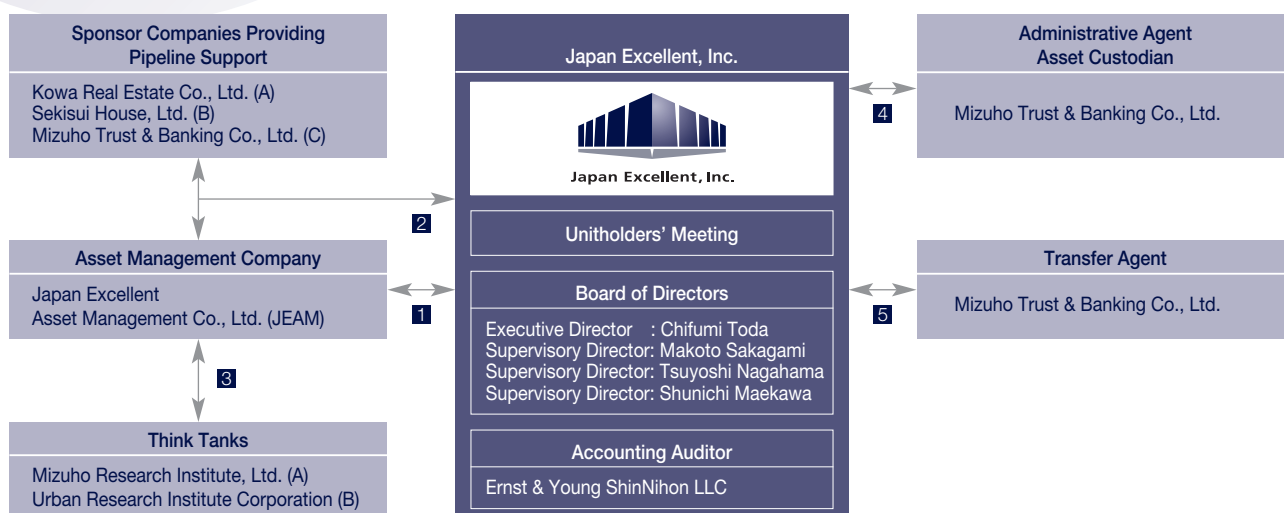 Sponsor Companies Providing
Pipeline Support
Kowa Real Estate Co., Ltd. (A)
Sekisui House, Ltd. (B)
Mizuho Trust & Banking Co., Ltd. (C)
2
Asset Management Company
Japan Excellent
Asset Management Co., Ltd. (JEAM)
1
3
Think Tanks
Mizuho Research Institute, Ltd. (A)
Urban Research Institute Corporation (B)
Japan Excellent, Inc.
Japan Excellent, Inc.
Unitholders' Meeting
Board of Directors
Executive Director : Chifumi Toda
Supervisory Director: Makoto Sakagami
Supervisory Director: Tsuyoshi Nagahama
Supervisory Director: Shunichi Maekawa
Accounting Auditor
Ernst & Young ShinNihon LLC
Administrative Agent
Asset Custodian
Mizuho Trust & Banking Co., Ltd.
4
Transfer Agent
Mizuho Trust & Banking Co., Ltd.
5